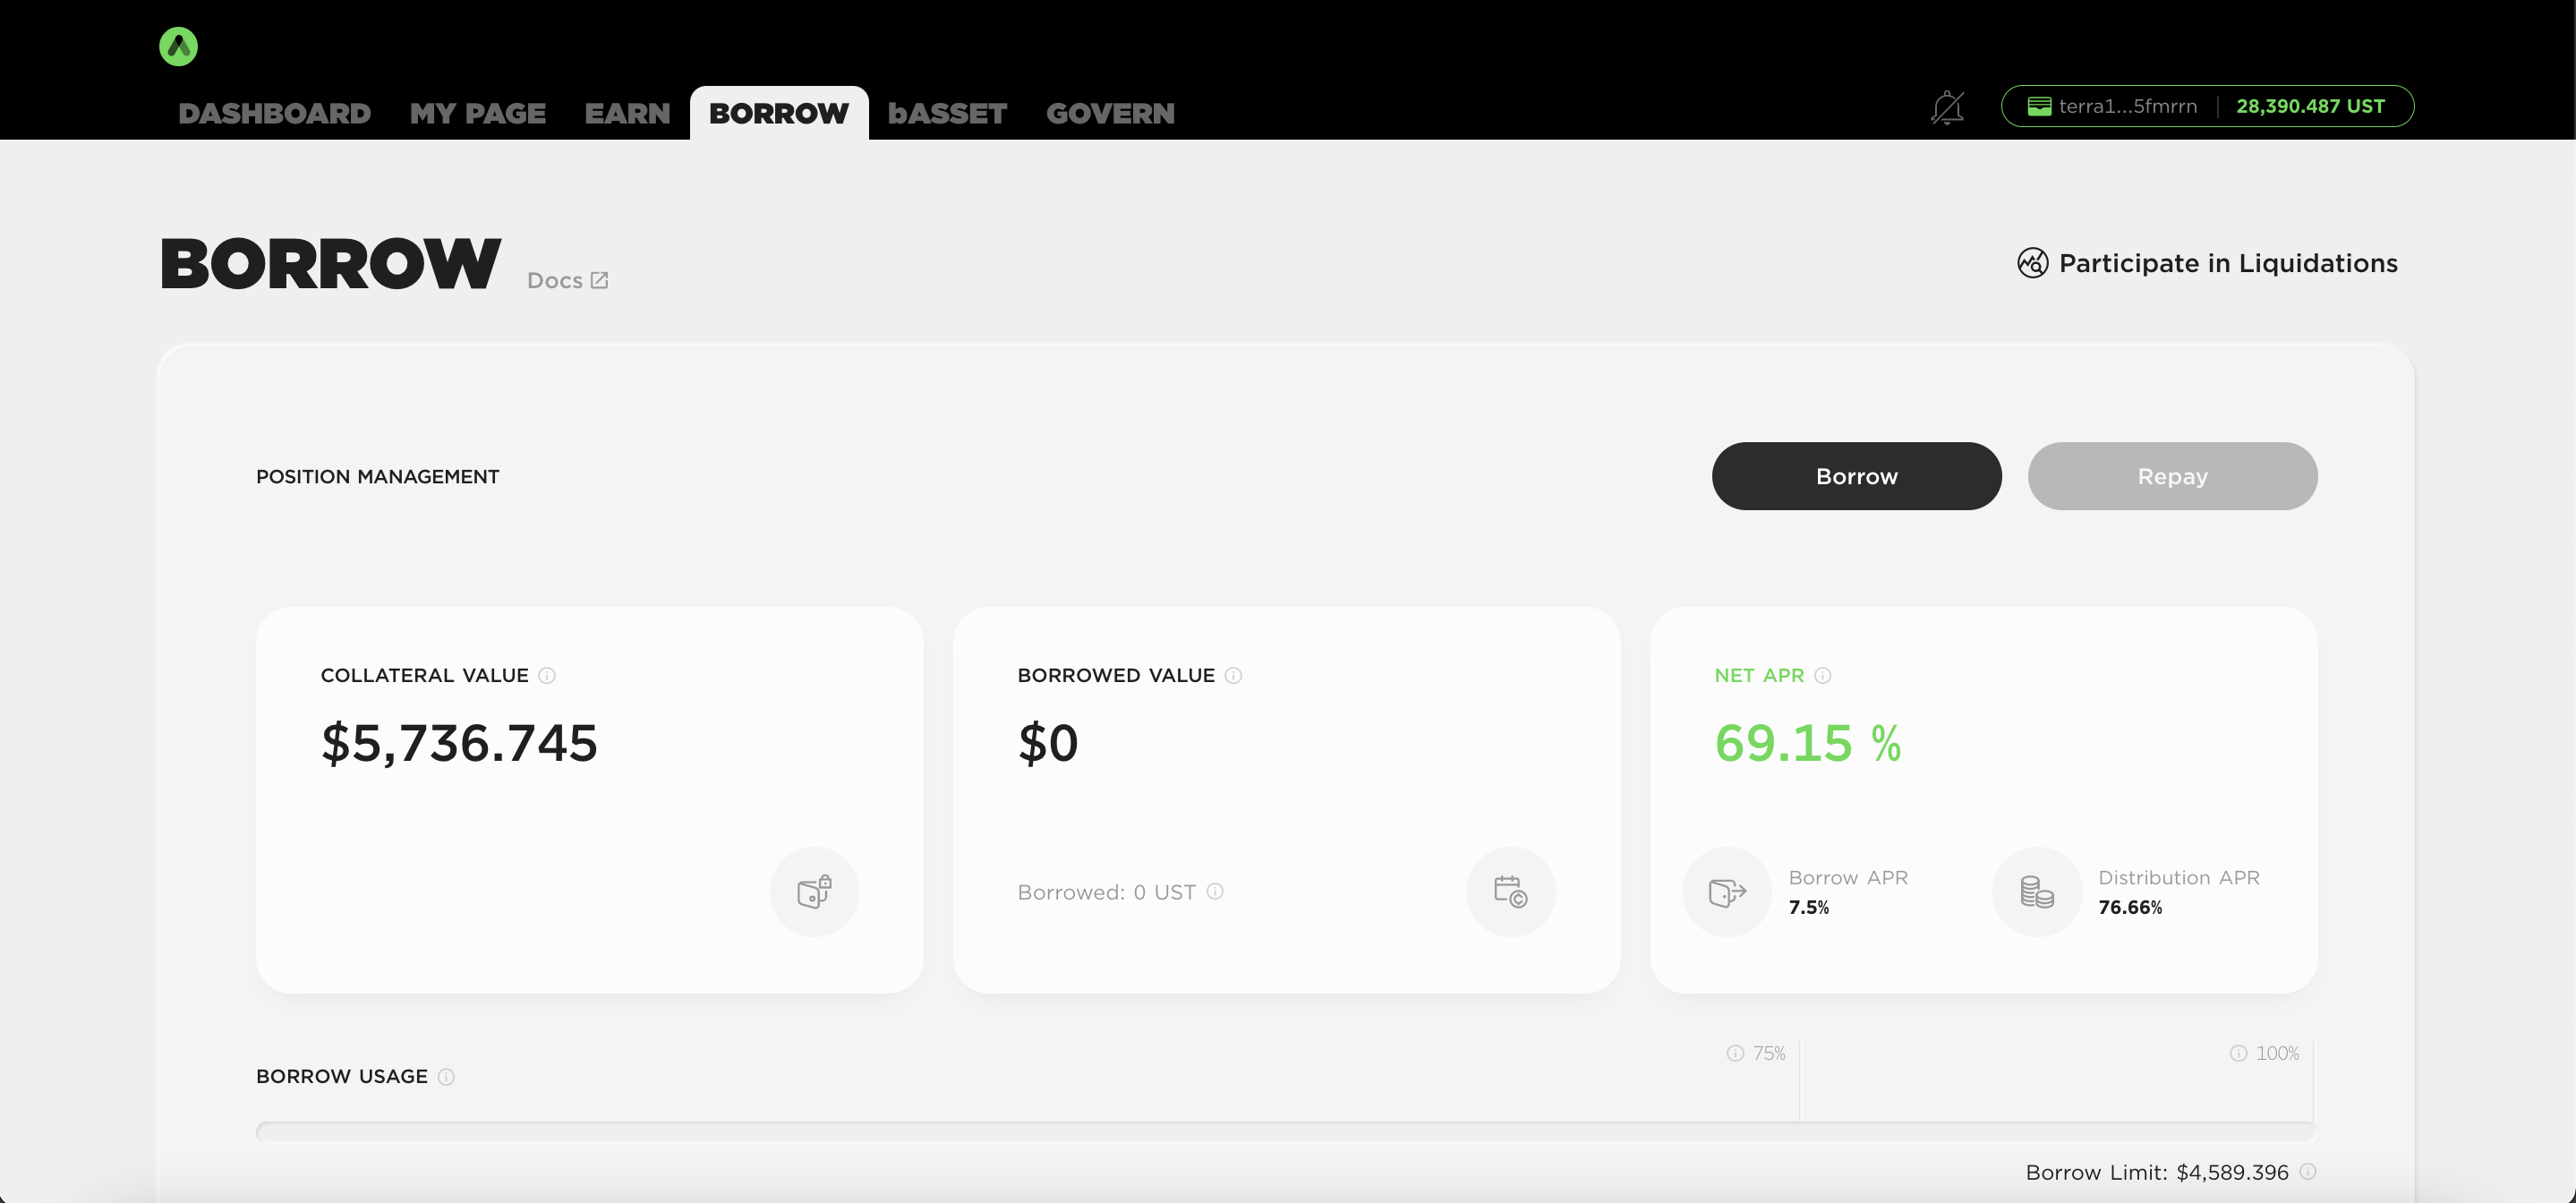 DASHBOARD MY PAGE EARN BORROW bASSET GOVERN terra1...5fmrrn 28,390.487 UST
BORROW Docs Participate in Liquidations
POSITION MANAGEMENT Borrow Repay
COLLATERAL VALUE
$5,736.745
BORROWED VALUE
$0
Borrowed: 0 UST
NET APR
69.15 %
Borrow APR
7.5%
Distribution APR
76.66%
75% 100%
BORROW USAGE
Borrow Limit: $4,589.396